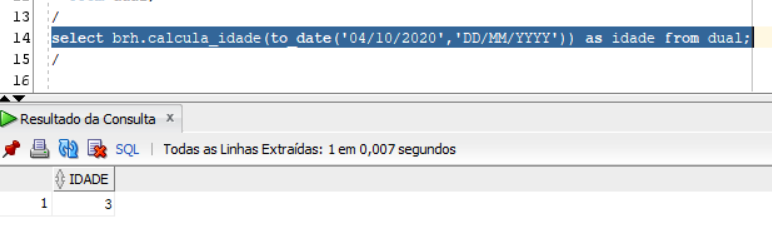 13 /
14 select brh.calcula_idade(to_date('04/10/2020','DD/MM/YYYY')) as idade from dual;
15 /
16
Resultado da Consulta x
SQL | Todas as Linhas Extraídas: 1 em 0,007 segundos
IDADE
1 3